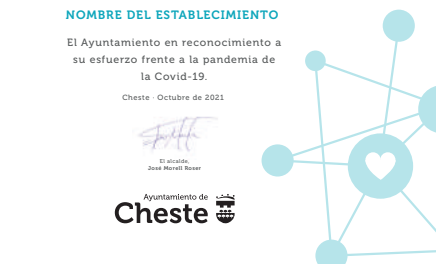 NOMBRE DEL ESTABLECIMIENTO
El Ayuntamiento en reconocimiento a
su esfuerzo frente a la pandemia de
la Covid-19.
Cheste · Octubre de 2021
El alcalde,
José Morell Roser
Ayuntamiento de
Cheste